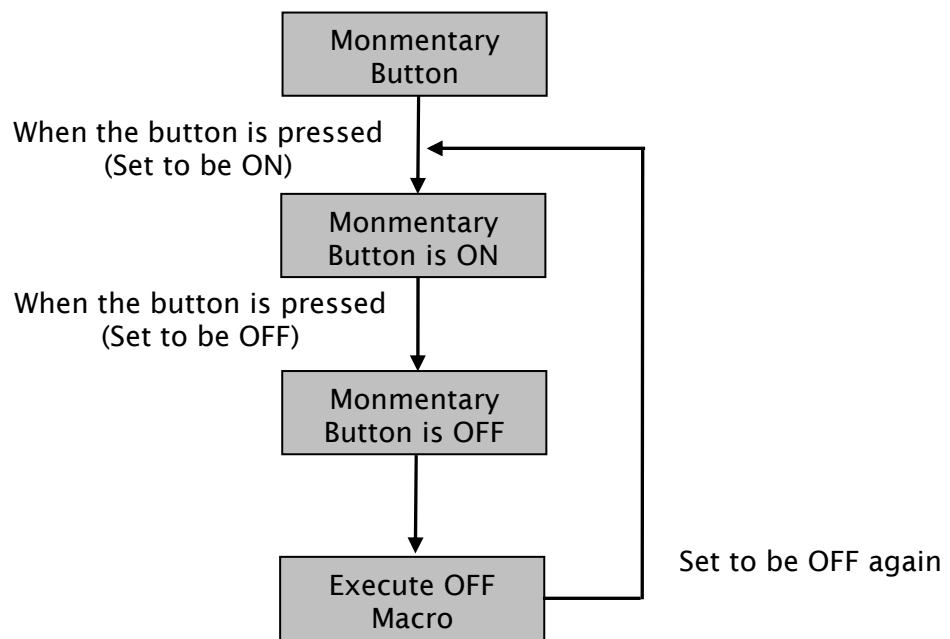 Monmentary
Button
When the button is pressed
(Set to be ON)
Monmentary
Button is ON
When the button is pressed
(Set to be OFF)
Monmentary
Button is OFF
Execute OFF
Macro
Set to be OFF again